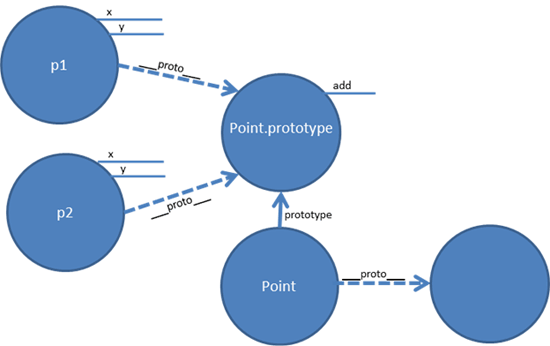 x
y
p1
__proto__
add
Point.prototype
x
y
p2
__proto__
prototype
Point
__proto__